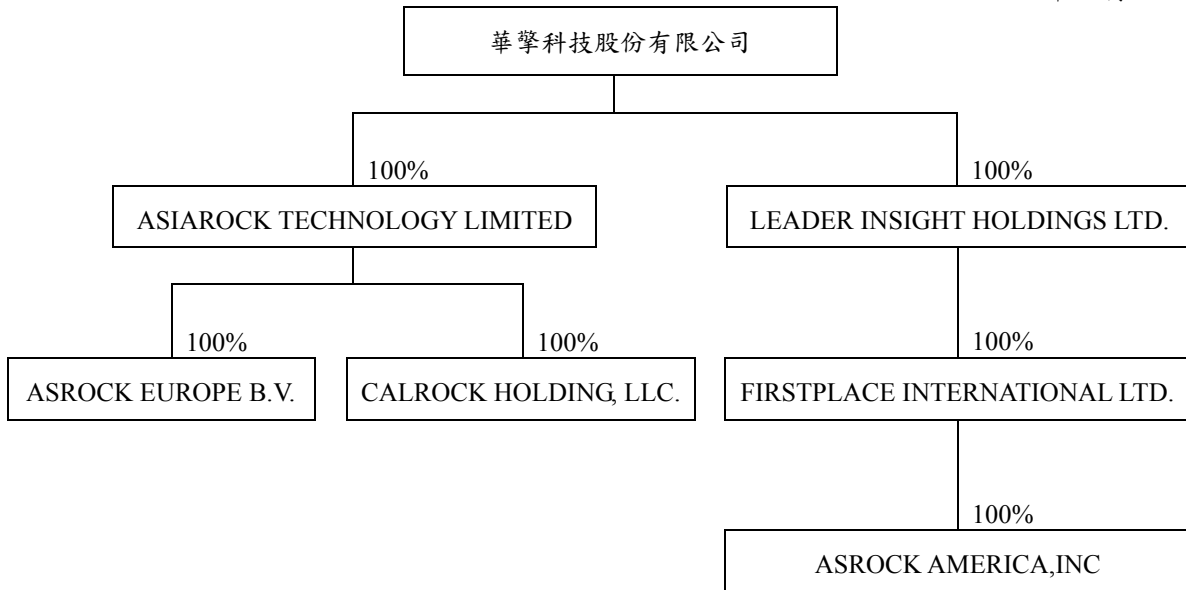 華擎科技股份有限公司
100%
100%
ASIAROCK TECHNOLOGY LIMITED
LEADER INSIGHT HOLDINGS LTD.
100%
100%
100%
ASROCK EUROPE B.V.
CALROCK HOLDING, LLC.
FIRSTPLACE INTERNATIONAL LTD.
100%
ASROCK AMERICA,INC